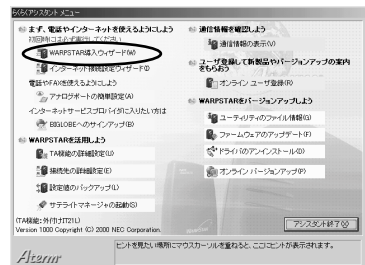 らくらくアシスタント メニュー
まず、電話やインターネットを使えるようにしよう
初回時は必ず実行してください
WARPSTAR導入ウィザード(W)
インターネット接続設定ウィザード(I)
電話やFAXを使えるようにしよう
アナログポートの簡単設定(A)
インターネットサービスプロバイダに入りたい方は
BIGLOBEへのサインアップ(B)
WARPSTARを活用しよう
TA機能の詳細設定(U)
接続先の詳細設定(E)
設定値のバックアップ(L)
サテライトマネージャの起動(S)
(TA機種:外付けIT21L)
Version 1000 Copyright (C) 2000 NEC Corporation.
通信情報を確認しよう
通信情報の表示(V)
ユーザ登録して新製品やバージョンアップの案内をもらおう
オンライン ユーザ登録(R)
WARPSTARをバージョンアップしよう
ユーティリティのファイル情報(G)
ファームウェアのアップデート(F)
ドライバのアンインストール(D)
オンライン バージョンアップ(P)
アシスタント終了(X)
Aterm
ヒントを見たい場所にマウスカーソルを重ねると、ここにヒントが表示されます。